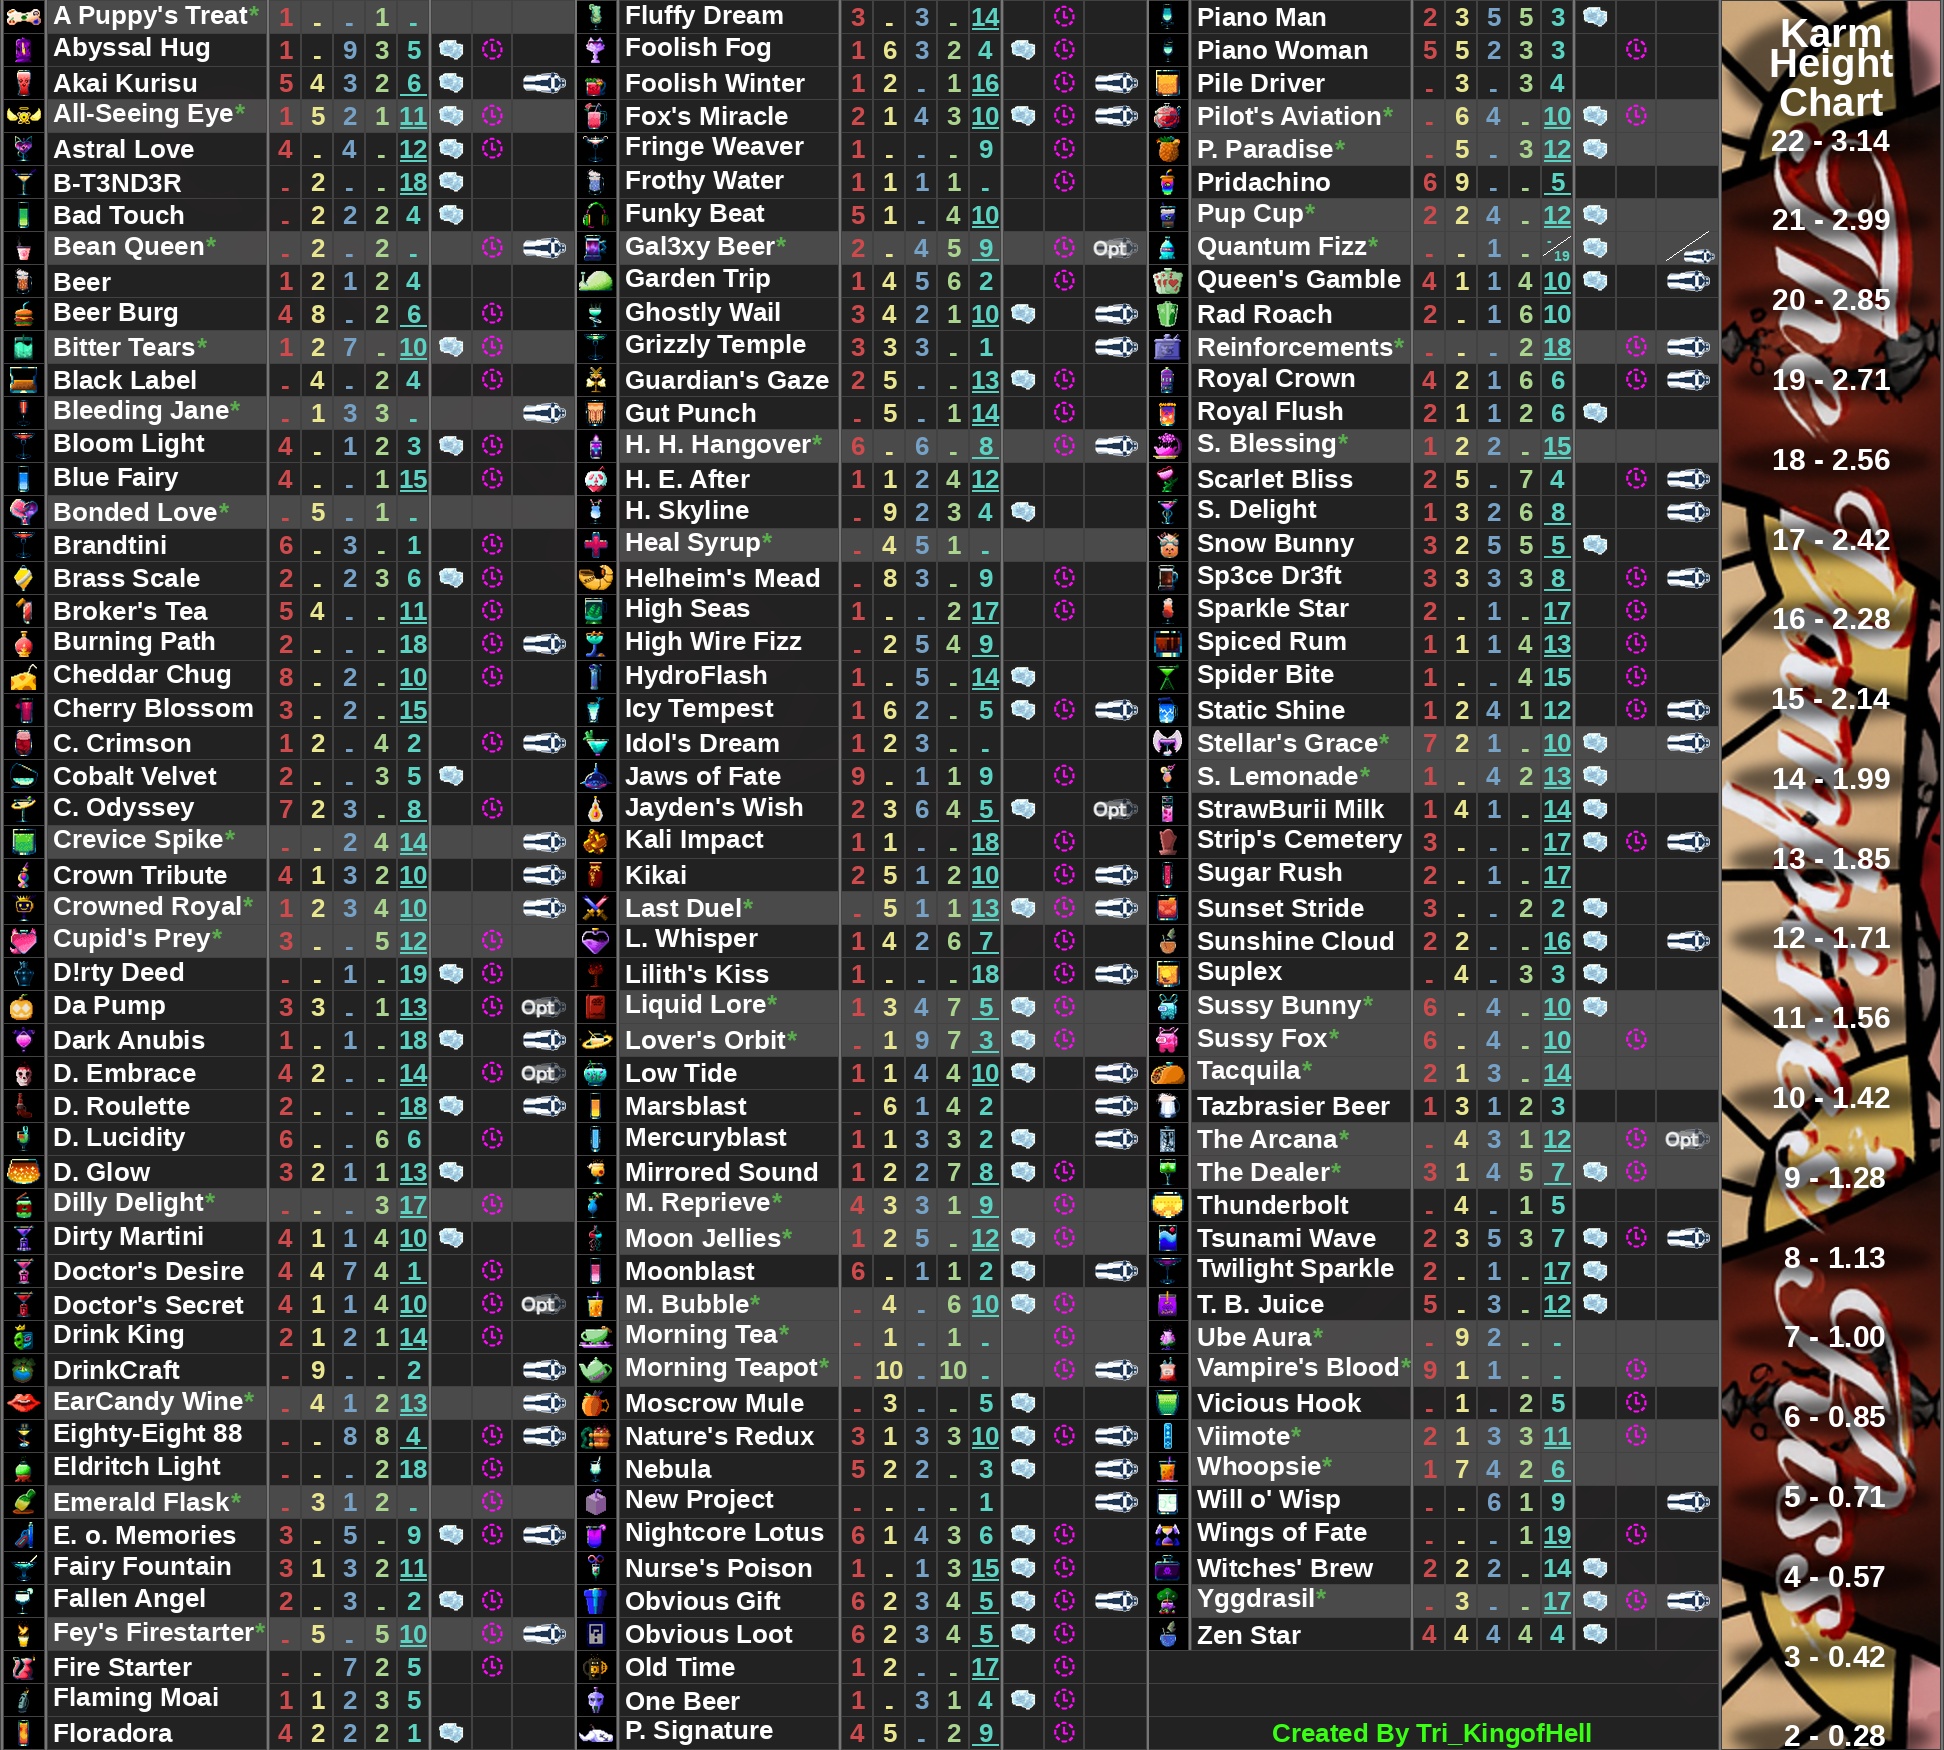 A Puppy's Treat* 1 - - 1 -
Abyssal Hug 1 - 9 3 5
Akai Kurisu 5 4 3 2 6
All-Seeing Eye* 1 5 2 1 11
Astral Love 4 - 4 - 12
B-T3ND3R - 2 - - 18
Bad Touch - 2 2 2 4
Bean Queen* - 2 - 2 -
Beer 1 2 1 2 4
Beer Burg 4 8 - 2 6
Bitter Tears* 1 2 7 - 10
Black Label - 4 - 2 4
Bleeding Jane* - 1 3 3 -
Bloom Light 4 - 1 2 3
Blue Fairy 4 - - 1 15
Bonded Love* - 5 - 1 -
Brandtini 6 - 3 - 1
Brass Scale 2 - 2 3 6
Broker's Tea 5 4 - - 11
Burning Path 2 - - - 18
Cheddar Chug 8 - 2 - 10
Cherry Blossom 3 - 2 - 15
C. Crimson 1 2 - 4 2
Cobalt Velvet 2 - - 3 5
C. Odyssey 7 2 3 - 8
Crevice Spike* - - 2 4 14
Crown Tribute 4 1 3 2 10
Crowned Royal* 1 2 3 4 10
Cupid's Prey* 3 - - 5 12
D!rty Deed - - 1 - 19
Da Pump 3 3 - 1 13 Opt
Dark Anubis 1 - 1 - 18
D. Embrace 4 2 - - 14 Opt
D. Roulette 2 - - - 18
D. Lucidity 6 - - 6 6
D. Glow 3 2 1 1 13
Dilly Delight* - - - 3 17
Dirty Martini 4 1 1 4 10
Doctor's Desire 4 4 7 4 1
Doctor's Secret 4 1 1 4 10 Opt
Drink King 2 1 2 1 14
DrinkCraft - 9 - - 2
EarCandy Wine* - 4 1 2 13
Eighty-Eight 88 - - 8 8 4
Eldritch Light - - - 2 18
Emerald Flask* - 3 1 2 -
E. o. Memories 3 - 5 - 9
Fairy Fountain 3 1 3 2 11
Fallen Angel 2 - 3 - 2
Fey's Firestarter* - 5 - 5 10
Fire Starter - - 7 2 5
Flaming Moai 1 1 2 3 5
Floradora 4 2 2 2 1
Fluffy Dream 3 - 3 - 14
Foolish Fog 1 6 3 2 4
Foolish Winter 1 2 - 1 16
Fox's Miracle 2 1 4 3 10
Fringe Weaver 1 - - - 9
Frothy Water 1 1 1 1 -
Funky Beat 5 1 - 4 10
Gal3xy Beer* 2 - 4 5 9 Opt
Garden Trip 1 4 5 6 2
Ghostly Wail 3 4 2 1 10
Grizzly Temple 3 3 3 - 1
Guardian's Gaze 2 5 - - 13
Gut Punch - 5 - 1 14
H. H. Hangover* 6 - 6 - 8
H. E. After 1 1 2 4 12
H. Skyline - 9 2 3 4
Heal Syrup* - 4 5 1 -
Helheim's Mead - 8 3 - 9
High Seas 1 - - 2 17
High Wire Fizz - 2 5 4 9
HydroFlash 1 - 5 - 14
Icy Tempest 1 6 2 - 5
Idol's Dream 1 2 3 - -
Jaws of Fate 9 - 1 1 9
Jayden's Wish 2 3 6 4 5 Opt
Kali Impact 1 1 - - 18
Kikai 2 5 1 2 10
Last Duel* - 5 1 1 13
L. Whisper 1 4 2 6 7
Lilith's Kiss 1 - - - 18
Liquid Lore* 1 3 4 7 5
Lover's Orbit* - 1 9 7 3
Low Tide 1 1 4 4 10
Marsblast - 6 1 4 2
Mercuryblast 1 1 3 3 2
Mirrored Sound 1 2 2 7 8
M. Reprieve* 4 3 3 1 9
Moon Jellies* 1 2 5 - 12
Moonblast 6 - 1 1 2
M. Bubble* - 4 - 6 10
Morning Tea* - 1 - 1 -
Morning Teapot* - 10 - 10 -
Moscrow Mule - 3 - - 5
Nature's Redux 3 1 3 3 10
Nebula 5 2 2 - 3
New Project - - - - 1
Nightcore Lotus 6 1 4 3 6
Nurse's Poison 1 - 1 3 15
Obvious Gift 6 2 3 4 5
Obvious Loot 6 2 3 4 5
Old Time 1 2 - - 17
One Beer 1 - 3 1 4
P. Signature 4 5 - 2 9
Piano Man 2 3 5 5 3
Piano Woman 5 5 2 3 3
Pile Driver - 3 - 3 4
Pilot's Aviation* - 6 4 - 10
P. Paradise* - 5 - 3 12
Pridachino 6 9 - - 5
Pup Cup* 2 2 4 - 12
Quantum Fizz* - - 1 - -/19
Queen's Gamble 4 1 1 4 10
Rad Roach 2 - 1 6 10
Reinforcements* - - - 2 18
Royal Crown 4 2 1 6 6
Royal Flush 2 1 1 2 6
S. Blessing* 1 2 2 - 15
Scarlet Bliss 2 5 - 7 4
S. Delight 1 3 2 6 8
Snow Bunny 3 2 5 5 5
Sp3ce Dr3ft 3 3 3 3 8
Sparkle Star 2 - 1 - 17
Spiced Rum 1 1 1 4 13
Spider Bite 1 - - 4 15
Static Shine 1 2 4 1 12
Stellar's Grace* 7 2 1 - 10
S. Lemonade* 1 - 4 2 13
StrawBurii Milk 1 4 1 - 14
Strip's Cemetery 3 - - - 17
Sugar Rush 2 - 1 - 17
Sunset Stride 3 - - 2 2
Sunshine Cloud 2 2 - - 16
Suplex - 4 - 3 3
Sussy Bunny* 6 - 4 - 10
Sussy Fox* 6 - 4 - 10
Tacquila* 2 1 3 - 14
Tazbrasier Beer 1 3 1 2 3
The Arcana* - 4 3 1 12 Opt
The Dealer* 3 1 4 5 7
Thunderbolt - 4 - 1 5
Tsunami Wave 2 3 5 3 7
Twilight Sparkle 2 - 1 - 17
T. B. Juice 5 - 3 - 12
Ube Aura* - 9 2 - -
Vampire's Blood* 9 1 1 - -
Vicious Hook - 1 - 2 5
Viimote* 2 1 3 3 11
Whoopsie* 1 7 4 2 6
Will o' Wisp - - 6 1 9
Wings of Fate - - - 1 19
Witches' Brew 2 2 2 - 14
Yggdrasil* - 3 - - 17
Zen Star 4 4 4 4 4
Created By Tri_KingofHell
Karm
Height
Chart
22 - 3.14
21 - 2.99
20 - 2.85
19 - 2.71
18 - 2.56
17 - 2.42
16 - 2.28
15 - 2.14
14 - 1.99
13 - 1.85
12 - 1.71
11 - 1.56
10 - 1.42
9 - 1.28
8 - 1.13
7 - 1.00
6 - 0.85
5 - 0.71
4 - 0.57
3 - 0.42
2 - 0.28